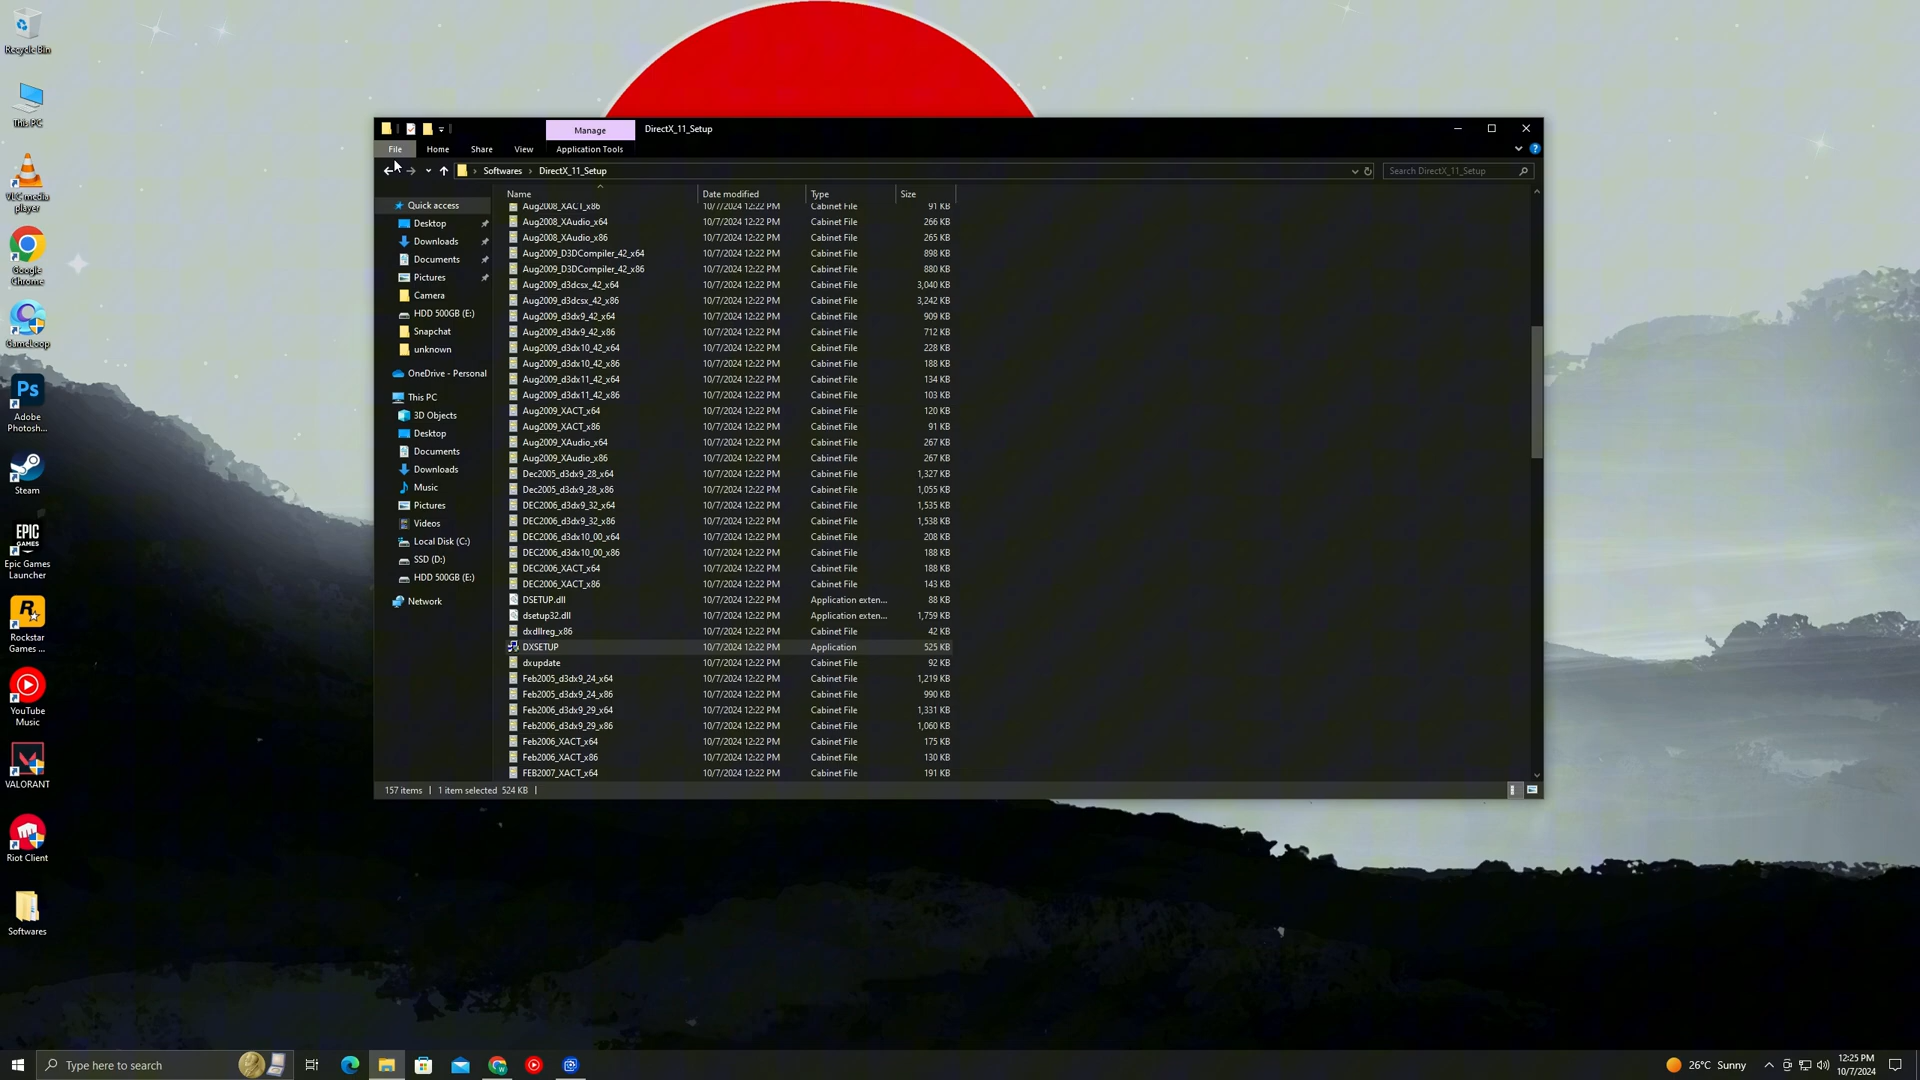 Recycle Bin
This PC
VLC media
player
Google
Chrome
GameLoop
Ps
Adobe
Photosh...
Steam
EPIC
GAMES
Epic Games
Launcher
Rockstar
Games ...
YouTube
Music
VALORANT
Riot Client
Softwares
Manage
DirectX_11_Setup
File
Home
Share
View
Application Tools
Softwares > DirectX_11_Setup
Search DirectX_11_Setup
Quick access
Desktop
Downloads
Documents
Pictures
Camera
HDD 500GB (E:)
Snapchat
unknown
OneDrive - Personal
This PC
3D Objects
Desktop
Documents
Downloads
Music
Pictures
Videos
Local Disk (C:)
SSD (D:)
HDD 500GB (E:)
Network
Name Date modified Type Size
Aug2008_XACT_x86 10/7/2024 12:22 PM Cabinet File 91 KB
Aug2008_XAudio_x64 10/7/2024 12:22 PM Cabinet File 266 KB
Aug2008_XAudio_x86 10/7/2024 12:22 PM Cabinet File 265 KB
Aug2009_D3DCompiler_42_x64 10/7/2024 12:22 PM Cabinet File 898 KB
Aug2009_D3DCompiler_42_x86 10/7/2024 12:22 PM Cabinet File 880 KB
Aug2009_d3dcsx_42_x64 10/7/2024 12:22 PM Cabinet File 3,040 KB
Aug2009_d3dcsx_42_x86 10/7/2024 12:22 PM Cabinet File 3,242 KB
Aug2009_d3dx9_42_x64 10/7/2024 12:22 PM Cabinet File 909 KB
Aug2009_d3dx9_42_x86 10/7/2024 12:22 PM Cabinet File 712 KB
Aug2009_d3dx10_42_x64 10/7/2024 12:22 PM Cabinet File 228 KB
Aug2009_d3dx10_42_x86 10/7/2024 12:22 PM Cabinet File 188 KB
Aug2009_d3dx11_42_x64 10/7/2024 12:22 PM Cabinet File 134 KB
Aug2009_d3dx11_42_x86 10/7/2024 12:22 PM Cabinet File 103 KB
Aug2009_XACT_x64 10/7/2024 12:22 PM Cabinet File 120 KB
Aug2009_XACT_x86 10/7/2024 12:22 PM Cabinet File 91 KB
Aug2009_XAudio_x64 10/7/2024 12:22 PM Cabinet File 267 KB
Aug2009_XAudio_x86 10/7/2024 12:22 PM Cabinet File 267 KB
Dec2005_d3dx9_28_x64 10/7/2024 12:22 PM Cabinet File 1,327 KB
Dec2005_d3dx9_28_x86 10/7/2024 12:22 PM Cabinet File 1,055 KB
DEC2006_d3dx9_32_x64 10/7/2024 12:22 PM Cabinet File 1,535 KB
DEC2006_d3dx9_32_x86 10/7/2024 12:22 PM Cabinet File 1,538 KB
DEC2006_d3dx10_00_x64 10/7/2024 12:22 PM Cabinet File 208 KB
DEC2006_d3dx10_00_x86 10/7/2024 12:22 PM Cabinet File 188 KB
DEC2006_XACT_x64 10/7/2024 12:22 PM Cabinet File 188 KB
DEC2006_XACT_x86 10/7/2024 12:22 PM Cabinet File 143 KB
DSETUP.dll 10/7/2024 12:22 PM Application exten... 88 KB
dsetup32.dll 10/7/2024 12:22 PM Application exten... 1,759 KB
dxdllreg_x86 10/7/2024 12:22 PM Cabinet File 42 KB
DXSETUP 10/7/2024 12:22 PM Application 525 KB
dxupdate 10/7/2024 12:22 PM Cabinet File 92 KB
Feb2005_d3dx9_24_x64 10/7/2024 12:22 PM Cabinet File 1,219 KB
Feb2005_d3dx9_24_x86 10/7/2024 12:22 PM Cabinet File 990 KB
Feb2006_d3dx9_29_x64 10/7/2024 12:22 PM Cabinet File 1,331 KB
Feb2006_d3dx9_29_x86 10/7/2024 12:22 PM Cabinet File 1,060 KB
Feb2006_XACT_x64 10/7/2024 12:22 PM Cabinet File 175 KB
Feb2006_XACT_x86 10/7/2024 12:22 PM Cabinet File 130 KB
FEB2007_XACT_x64 10/7/2024 12:22 PM Cabinet File 191 KB
157 items 1 item selected 524 KB
Type here to search
26°C Sunny
12:25 PM
10/7/2024